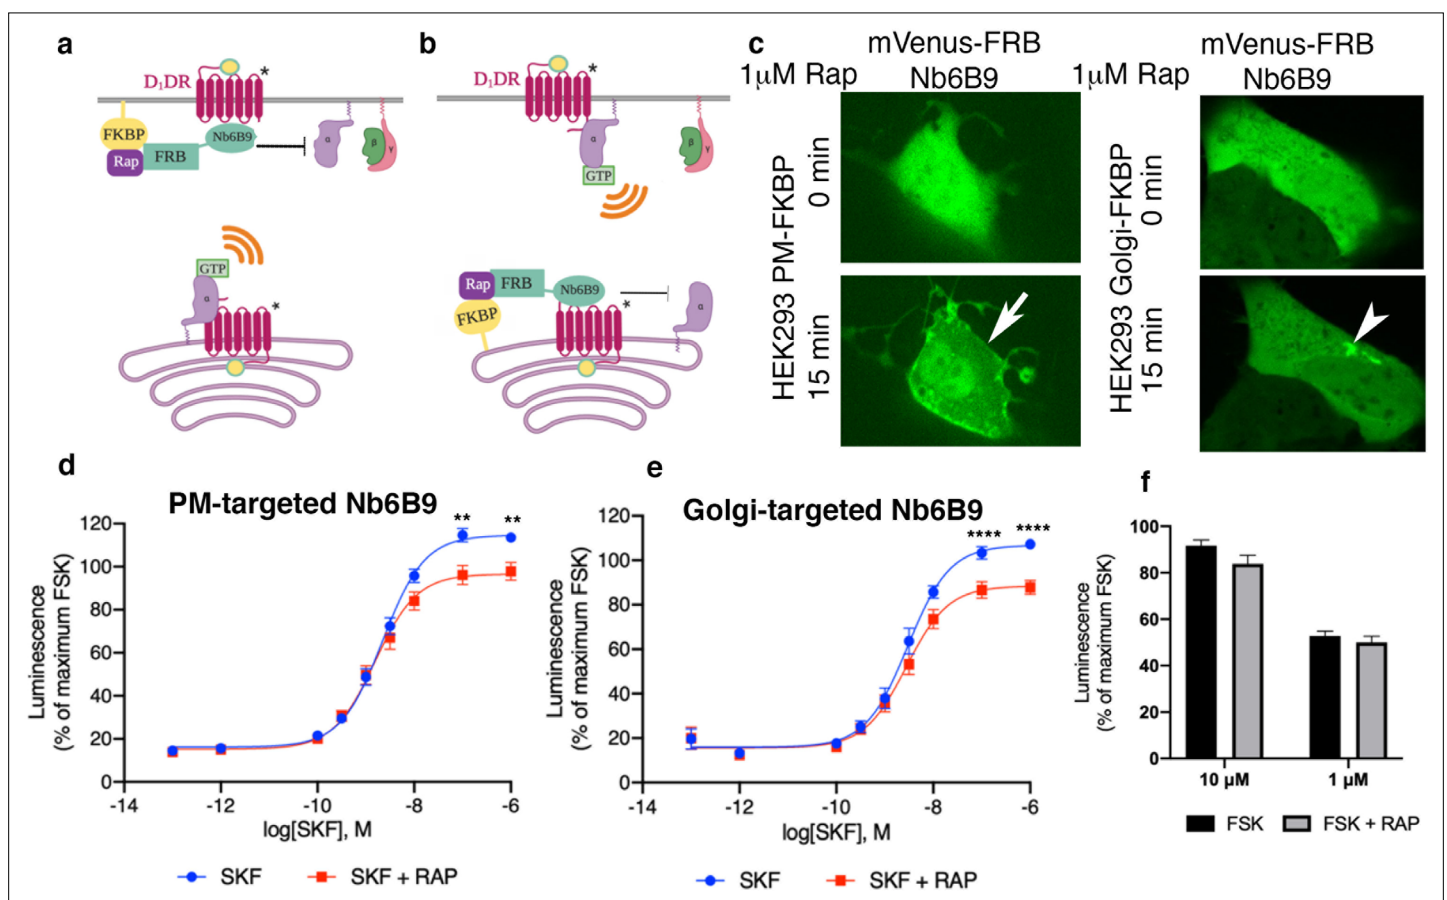 a
D₁DR
*
FKBP
Rap
FRB
Nb6B9
α
β
γ
GTP
α
*
b
D₁DR
*
α
GTP
β
γ
Rap
FRB
Nb6B9
FKBP
*
α
c
mVenus-FRB
1μM Rap
Nb6B9
HEK293 PM-FKBP
0 min
15 min
mVenus-FRB
1μM Rap
Nb6B9
HEK293 Golgi-FKBP
0 min
15 min
d
PM-targeted Nb6B9
Luminescence
(% of maximum FSK)
120
100
80
60
40
20
0
** **
-14 -12 -10 -8 -6
log[SKF], M
SKF SKF + RAP
e
Golgi-targeted Nb6B9
Luminescence
(% of maximum FSK)
120
100
80
60
40
20
0
**** ****
-14 -12 -10 -8 -6
log[SKF], M
SKF SKF + RAP
f
Luminescence
(% of maximum FSK)
100
80
60
40
20
0
10 μM 1 μM
FSK FSK + RAP